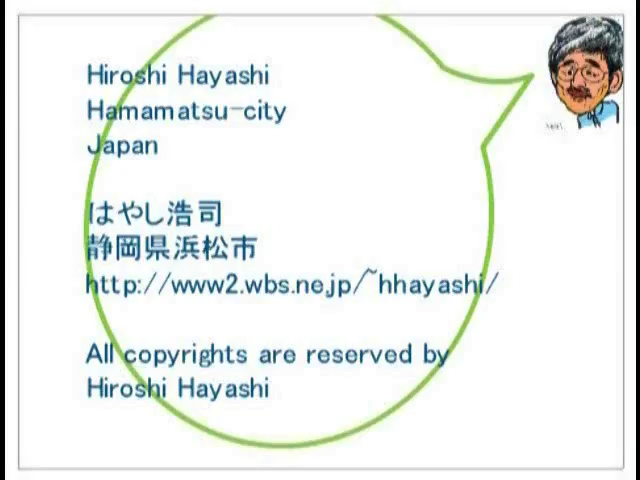 Hiroshi Hayashi
Hamamatsu-city
Japan
はやし浩司
静岡県浜松市
http://www2.wbs.ne.jp/~hhayashi/
All copyrights are reserved by
Hiroshi Hayashi